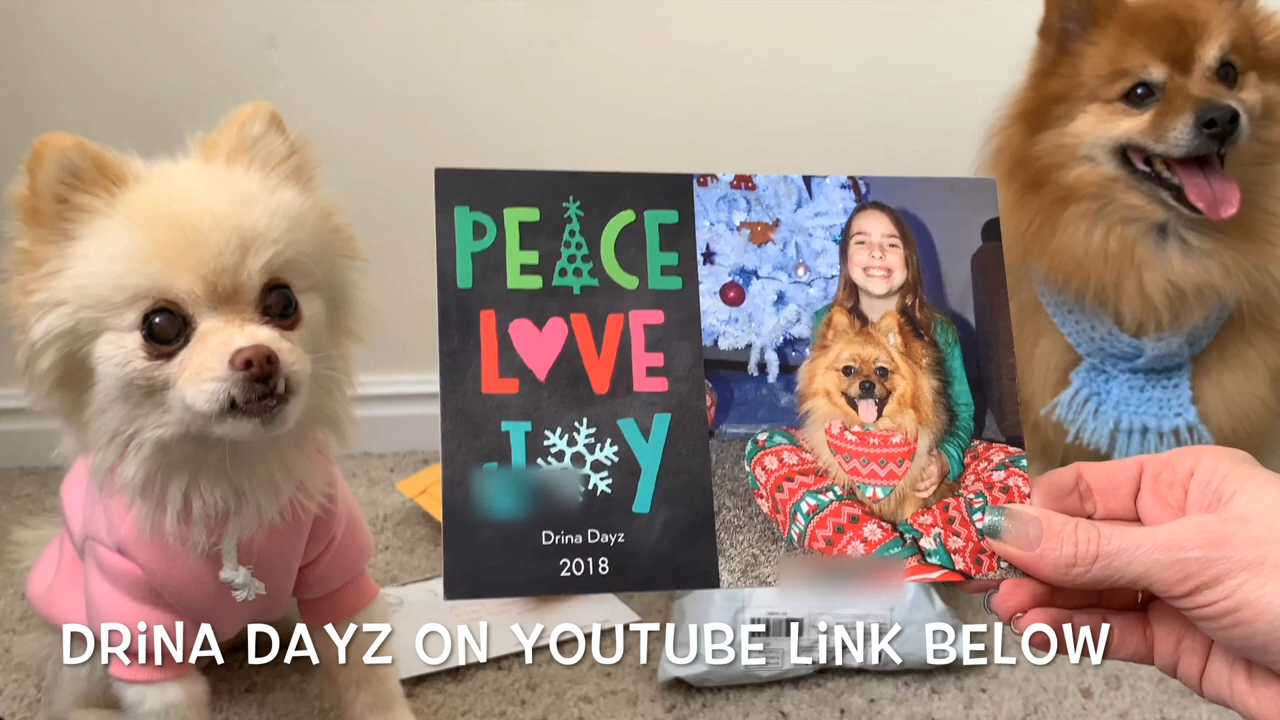 PEACE
LOVE
JOY
Drina Dayz
2018
DRiNA DAYZ ON YOUTUBE LiNK BELOW